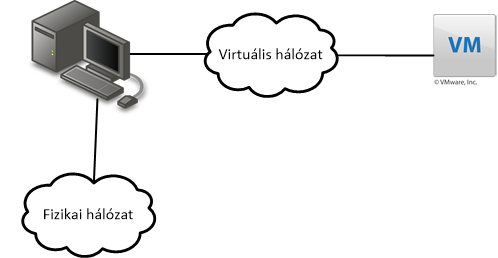 Virtuális hálózat
VM
© VMware, Inc.
Fizikai hálózat